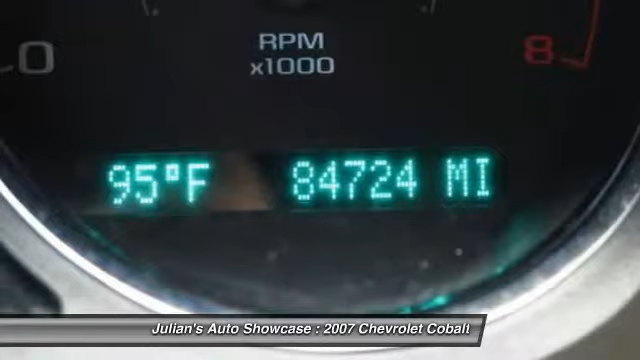 RPM
x1000
0
8
95°F 84724 MI
Julian's Auto Showcase : 2007 Chevrolet Cobalt